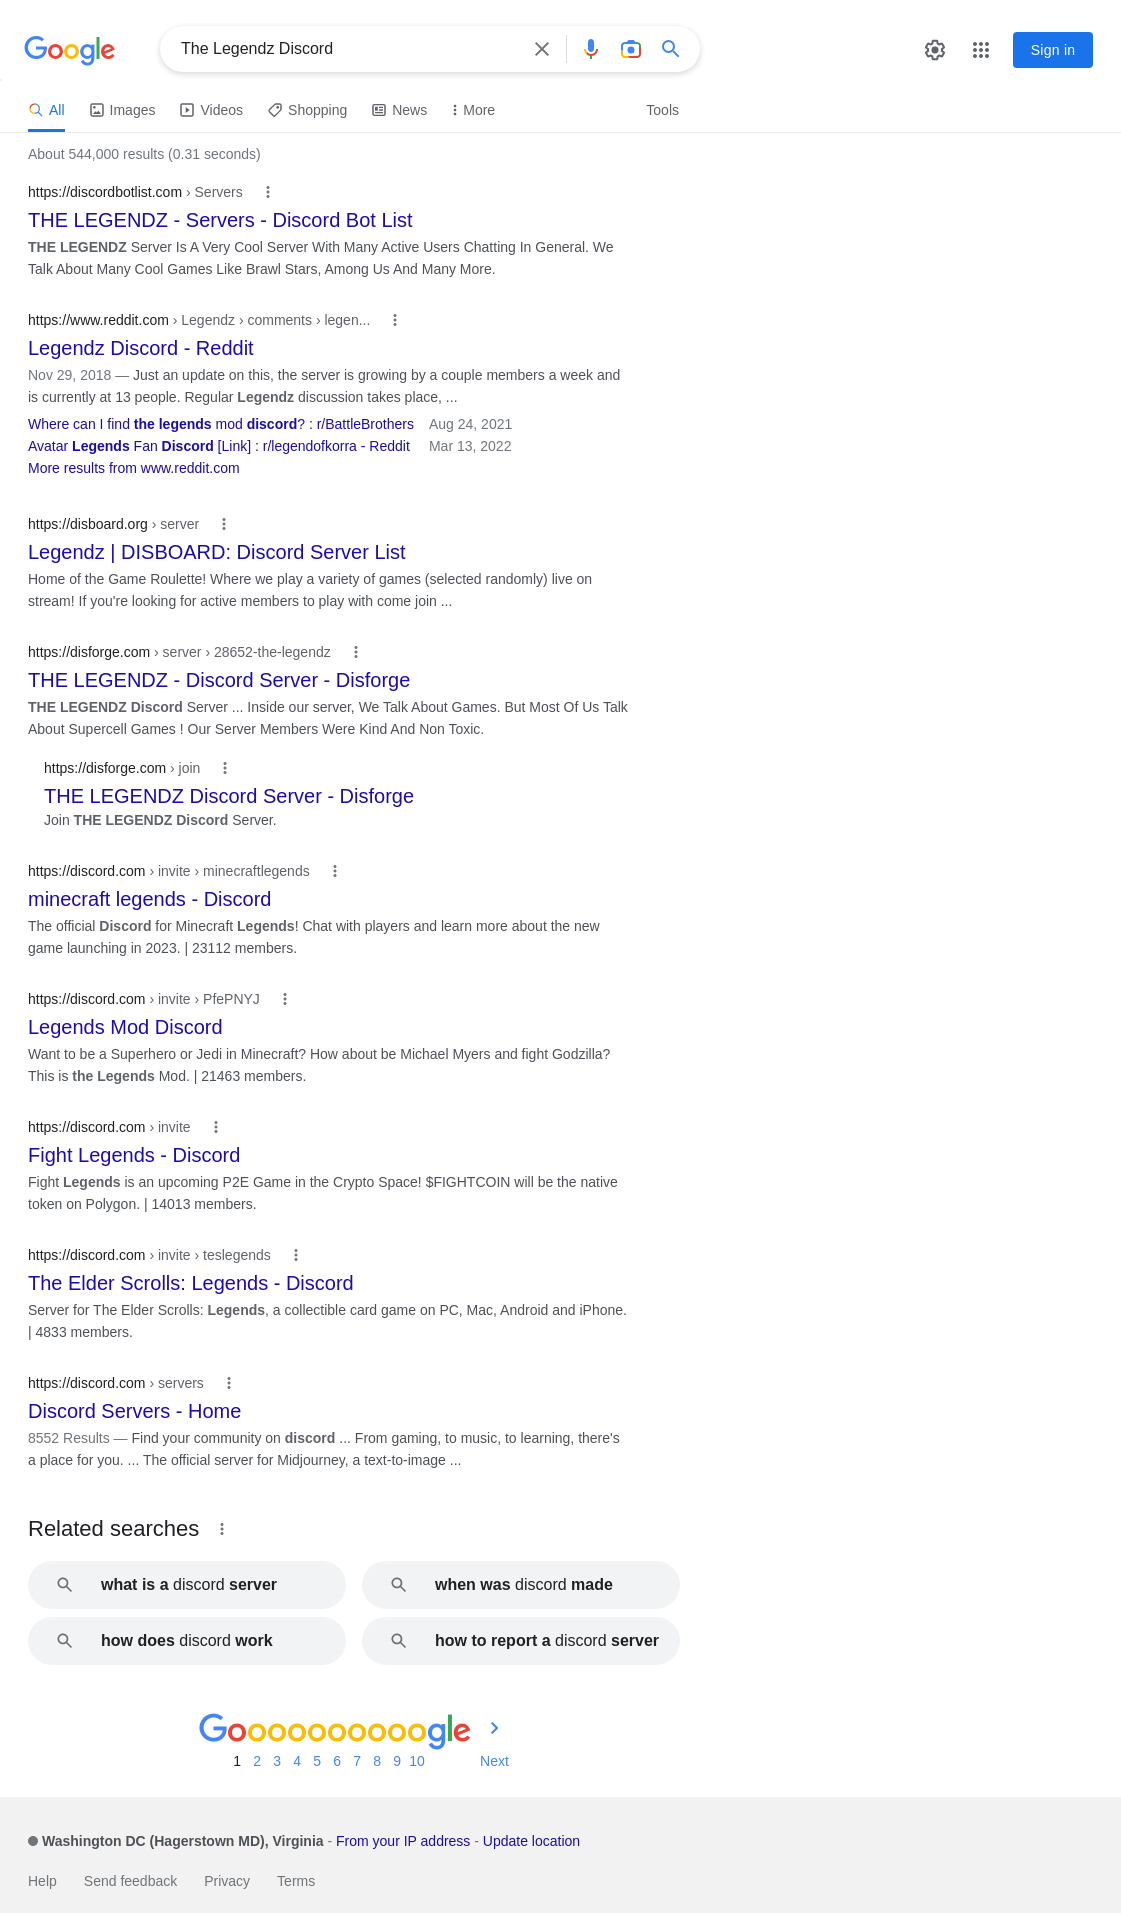 Google
The Legendz Discord
Sign in
All Images Videos Shopping News More Tools
About 544,000 results (0.31 seconds)
https://discordbotlist.com › Servers
THE LEGENDZ - Servers - Discord Bot List
THE LEGENDZ Server Is A Very Cool Server With Many Active Users Chatting In General. We
Talk About Many Cool Games Like Brawl Stars, Among Us And Many More.
https://www.reddit.com › Legendz › comments › legen...
Legendz Discord - Reddit
Nov 29, 2018 — Just an update on this, the server is growing by a couple members a week and
is currently at 13 people. Regular Legendz discussion takes place, ...
Where can I find the legends mod discord? : r/BattleBrothers Aug 24, 2021
Avatar Legends Fan Discord [Link] : r/legendofkorra - Reddit Mar 13, 2022
More results from www.reddit.com
https://disboard.org › server
Legendz | DISBOARD: Discord Server List
Home of the Game Roulette! Where we play a variety of games (selected randomly) live on
stream! If you're looking for active members to play with come join ...
https://disforge.com › server › 28652-the-legendz
THE LEGENDZ - Discord Server - Disforge
THE LEGENDZ Discord Server ... Inside our server, We Talk About Games. But Most Of Us Talk
About Supercell Games ! Our Server Members Were Kind And Non Toxic.
https://disforge.com › join
THE LEGENDZ Discord Server - Disforge
Join THE LEGENDZ Discord Server.
https://discord.com › invite › minecraftlegends
minecraft legends - Discord
The official Discord for Minecraft Legends! Chat with players and learn more about the new
game launching in 2023. | 23112 members.
https://discord.com › invite › PfePNYJ
Legends Mod Discord
Want to be a Superhero or Jedi in Minecraft? How about be Michael Myers and fight Godzilla?
This is the Legends Mod. | 21463 members.
https://discord.com › invite
Fight Legends - Discord
Fight Legends is an upcoming P2E Game in the Crypto Space! $FIGHTCOIN will be the native
token on Polygon. | 14013 members.
https://discord.com › invite › teslegends
The Elder Scrolls: Legends - Discord
Server for The Elder Scrolls: Legends, a collectible card game on PC, Mac, Android and iPhone.
| 4833 members.
https://discord.com › servers
Discord Servers - Home
8552 Results — Find your community on discord ... From gaming, to music, to learning, there's
a place for you. ... The official server for Midjourney, a text-to-image ...
Related searches
what is a discord server
when was discord made
how does discord work
how to report a discord server
Goooooooooogle
1 2 3 4 5 6 7 8 9 10 Next
Washington DC (Hagerstown MD), Virginia - From your IP address - Update location
Help Send feedback Privacy Terms